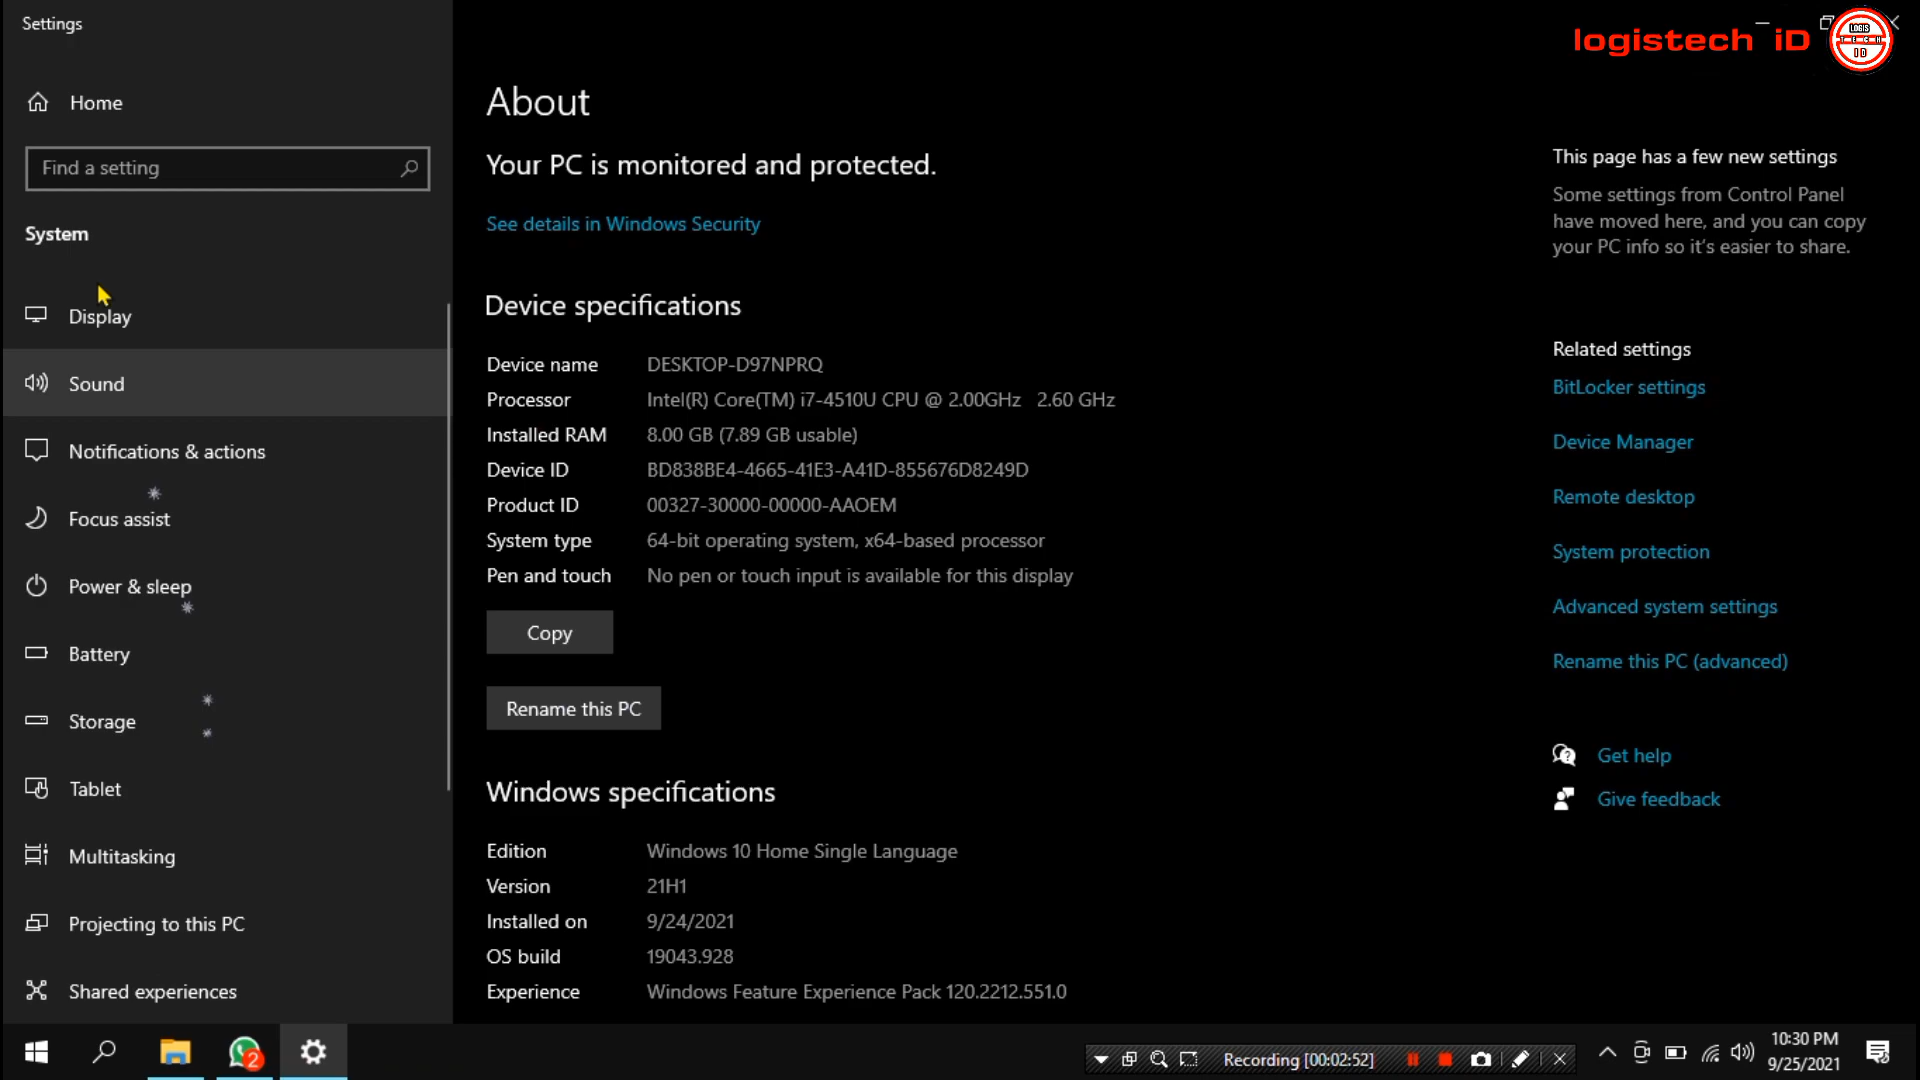 Settings
logistech iD
LOGIS
TECH
ID
Home
Find a setting
System
Display
Sound
Notifications & actions
Focus assist
Power & sleep
Battery
Storage
Tablet
Multitasking
Projecting to this PC
Shared experiences
About
Your PC is monitored and protected.
See details in Windows Security
Device specifications
Device name DESKTOP-D97NPRQ
Processor Intel(R) Core(TM) i7-4510U CPU @ 2.00GHz 2.60 GHz
Installed RAM 8.00 GB (7.89 GB usable)
Device ID BD838BE4-4665-41E3-A41D-855676D8249D
Product ID 00327-30000-00000-AAOEM
System type 64-bit operating system, x64-based processor
Pen and touch No pen or touch input is available for this display
Copy
Rename this PC
Windows specifications
Edition Windows 10 Home Single Language
Version 21H1
Installed on 9/24/2021
OS build 19043.928
Experience Windows Feature Experience Pack 120.2212.551.0
This page has a few new settings
Some settings from Control Panel
have moved here, and you can copy
your PC info so it's easier to share.
Related settings
BitLocker settings
Device Manager
Remote desktop
System protection
Advanced system settings
Rename this PC (advanced)
Get help
Give feedback
2
Recording [00:02:52]
10:30 PM
9/25/2021